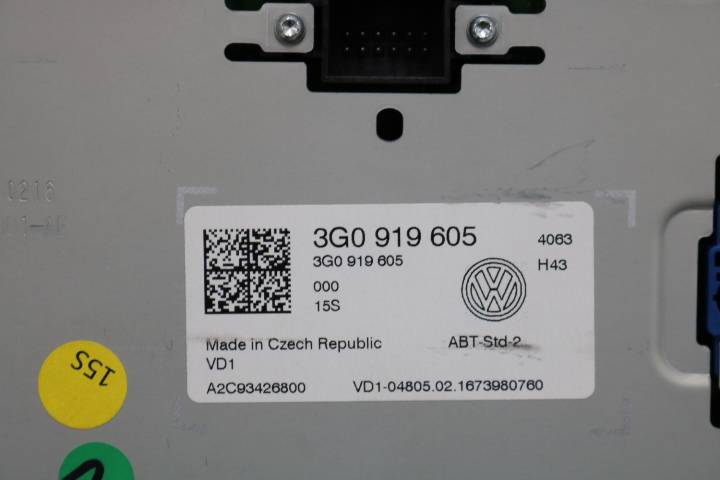 0216
3G0 919 605
4063
3G0 919 605
H43
000
15S
Made in Czech Republic
ABT-Std-2
VD1
A2C93426800
VD1-04805.02.1673980760
15S